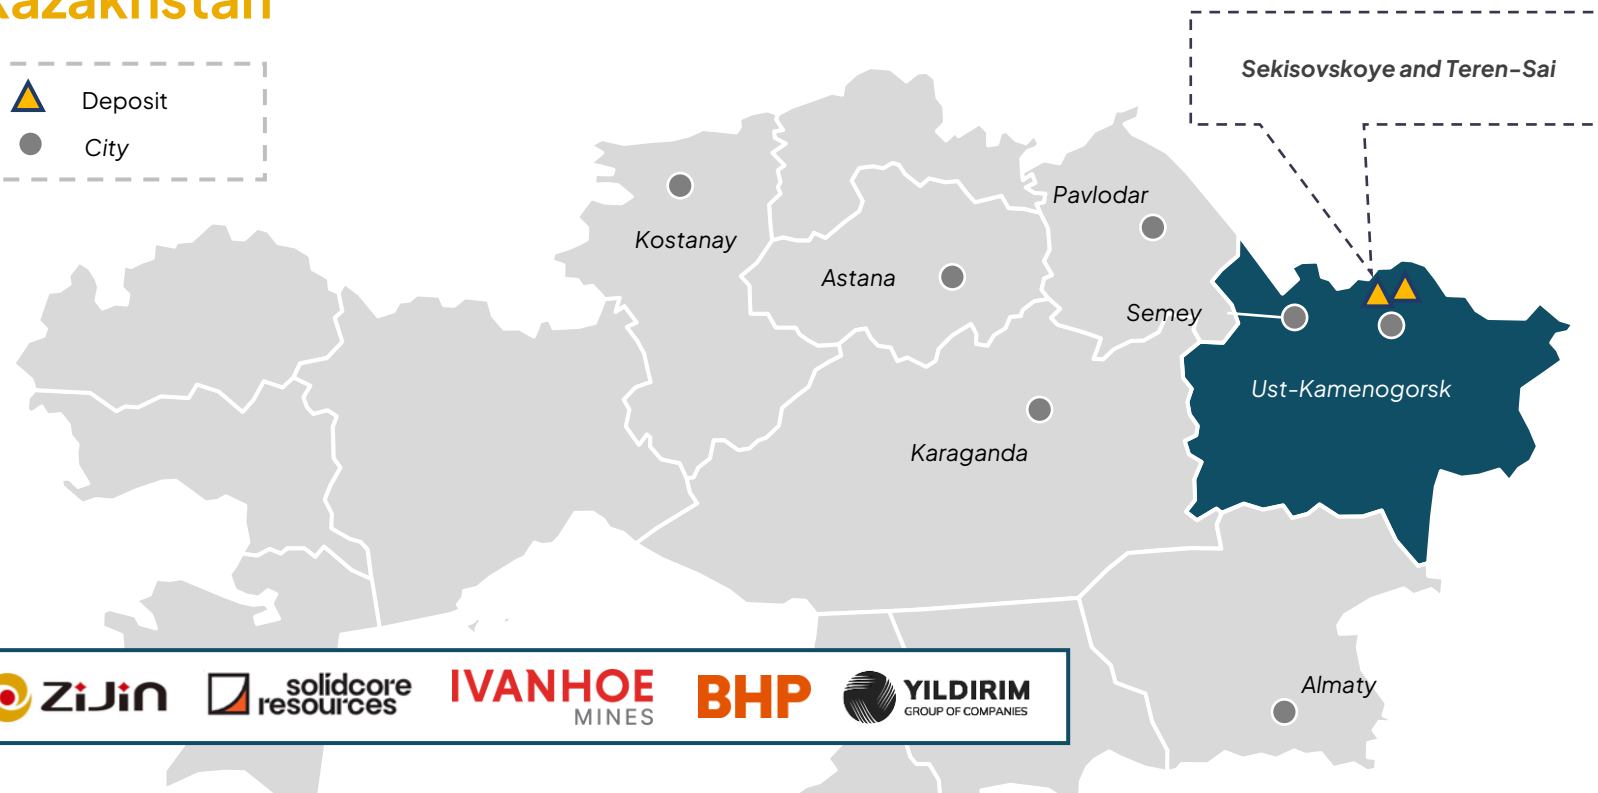 Kazakhstan
Sekisovskoye and Teren-Sai
Deposit
City
Pavlodar
Kostanay
Astana
Semey
Ust-Kamenogorsk
Karaganda
Almaty
ZiJin
solidcore
resources
IVANHOE
MINES
BHP
YILDIRIM
GROUP OF COMPANIES